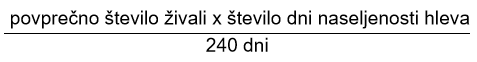 povprečno število živali x število dni naseljenosti hleva
240 dni